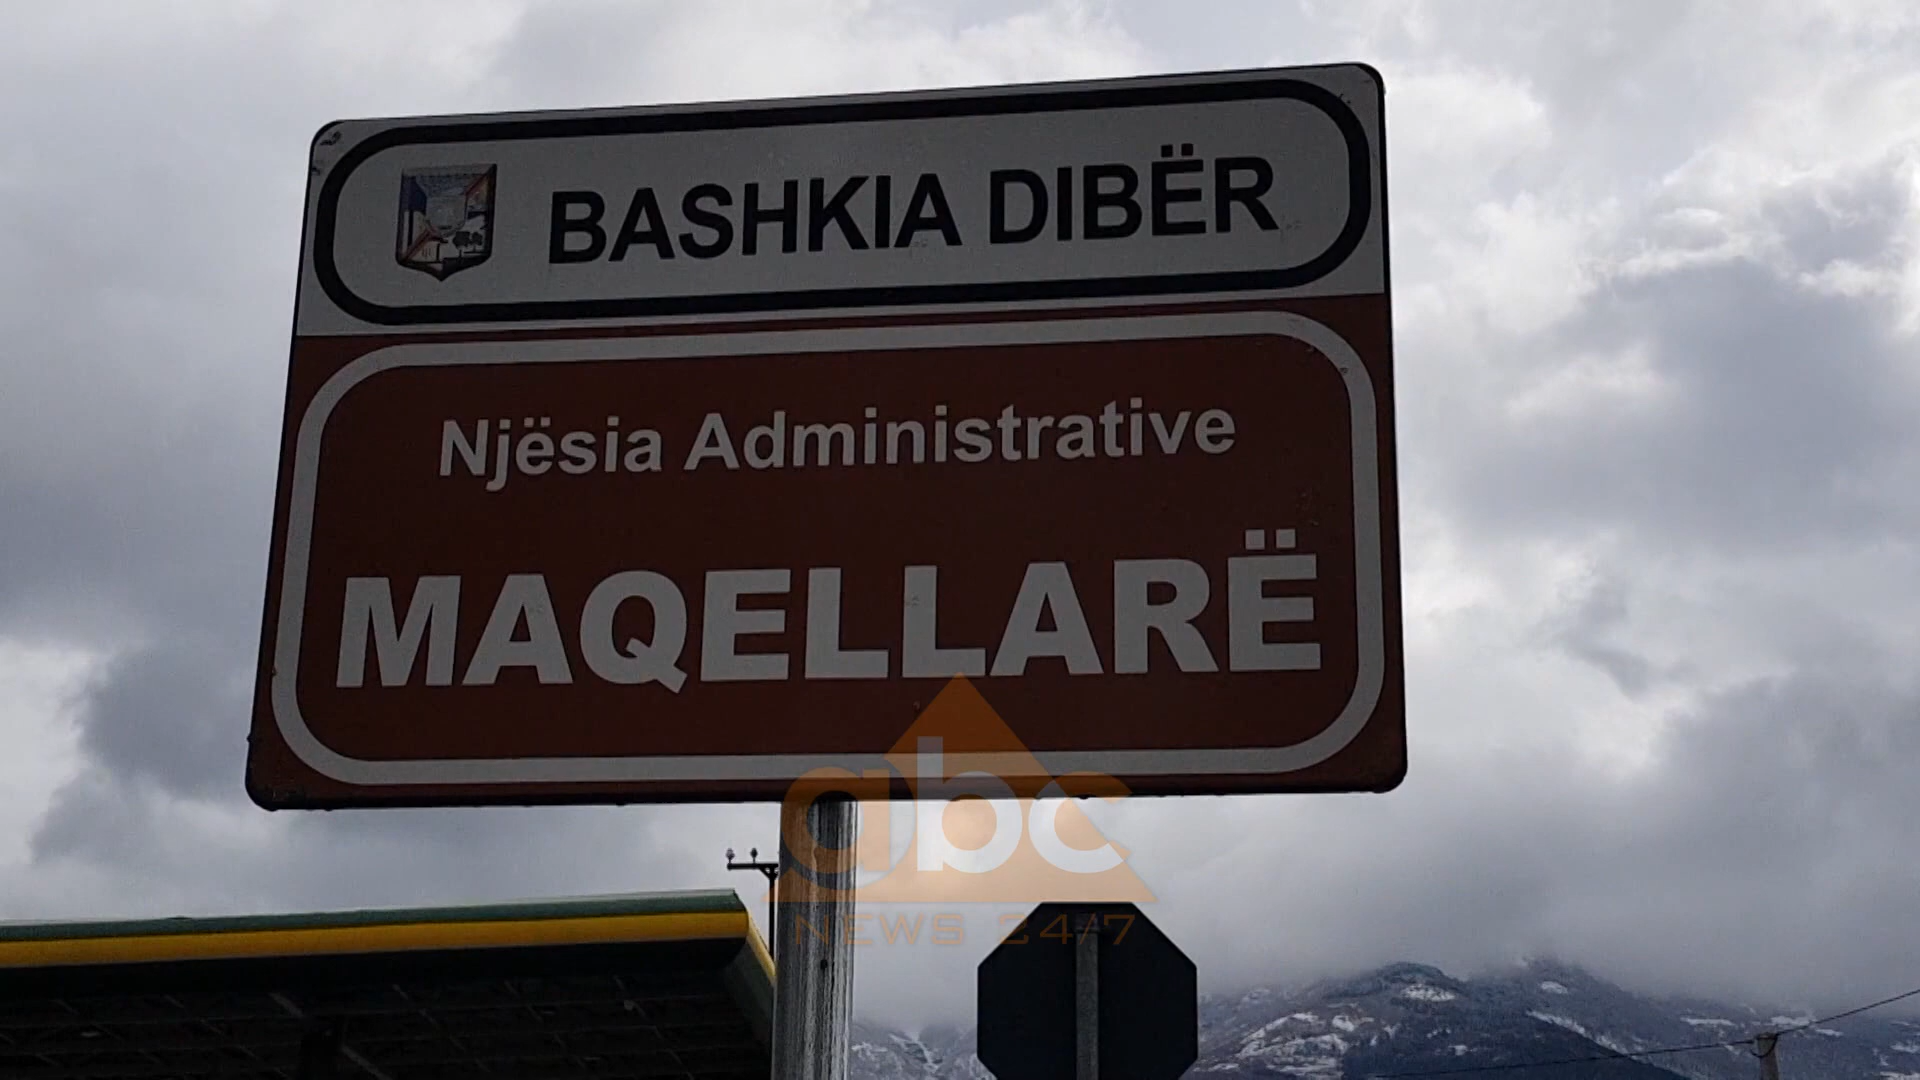 BASHKIA DIBËR
Njësia Administrative
MAQELLARË
abc
NEWS 24/7